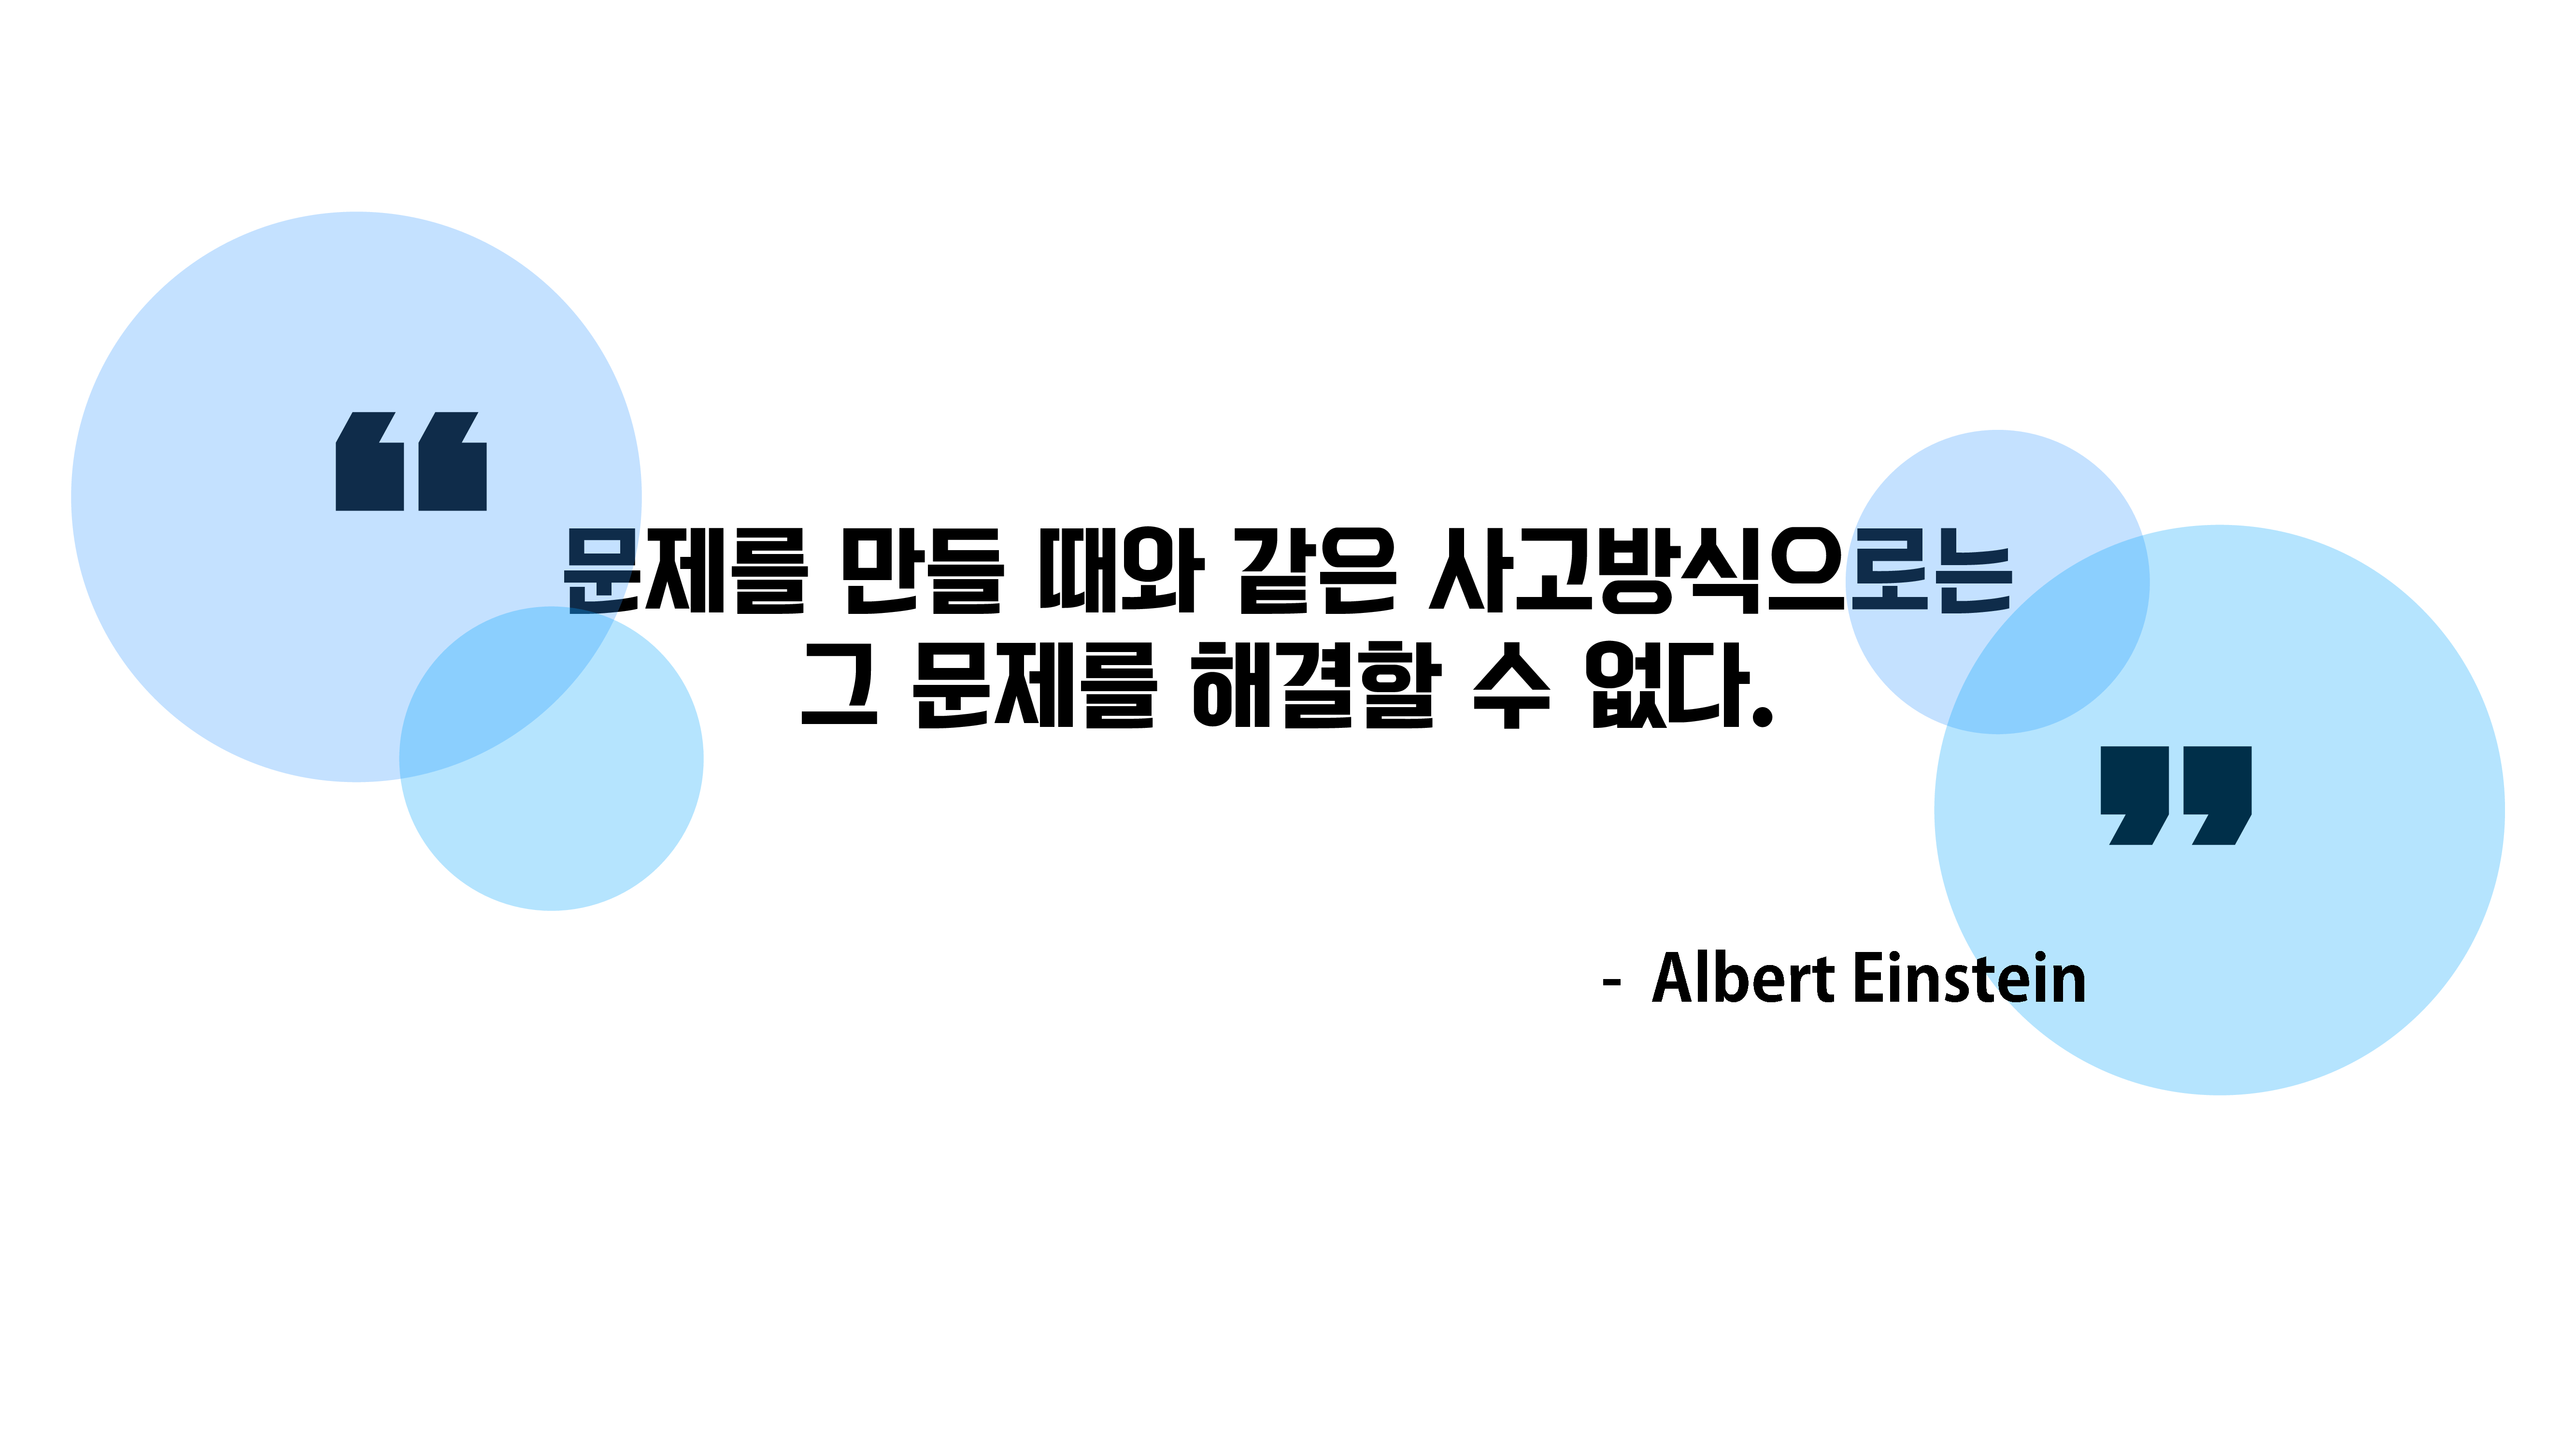 “
문제를 만들 때와 같은 사고방식으로는
그 문제를 해결할 수 없다.
”
- Albert Einstein